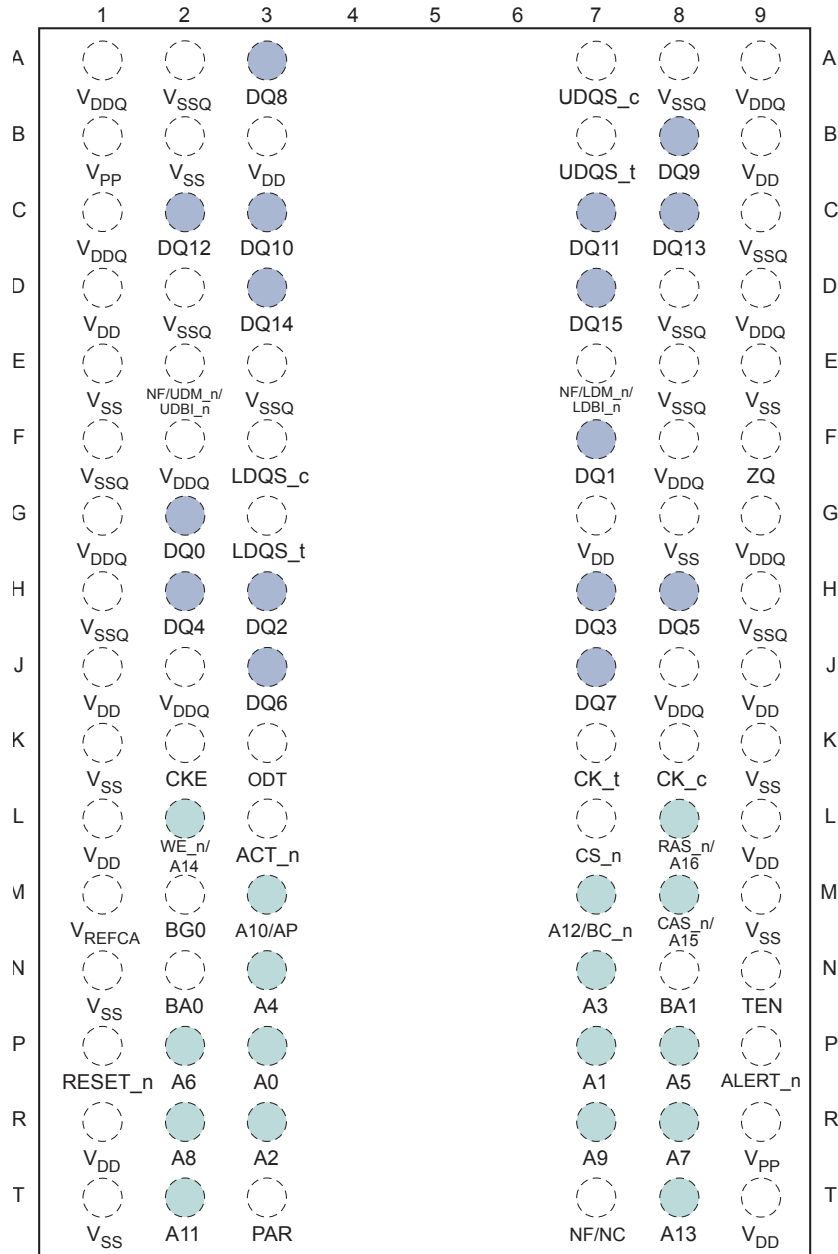 1 2 3 4 5 6 7 8 9
A A
VDDQ VSSQ DQ8 UDQS_c VSSQ VDDQ
B B
VPP VSS VDD UDQS_t DQ9 VDD
C C
VDDQ DQ12 DQ10 DQ11 DQ13 VSSQ
D D
VDD VSSQ DQ14 DQ15 VSSQ VDDQ
E E
VSS NF/UDM_n/ VSSQ NF/LDM_n/ VSSQ VSS
UDBI_n LDBI_n
F F
VSSQ VDDQ LDQS_c DQ1 VDDQ ZQ
G G
VDDQ DQ0 LDQS_t VDD VSS VDDQ
H H
VSSQ DQ4 DQ2 DQ3 DQ5 VSSQ
J J
VDD VDDQ DQ6 DQ7 VDDQ VDD
K K
VSS CKE ODT CK_t CK_c VSS
L L
VDD WE_n/ ACT_n CS_n RAS_n/ VDD
A14 A16
M M
VREFCA BG0 A10/AP A12/BC_n CAS_n/ VSS
A15
N N
VSS BA0 A4 A3 BA1 TEN
P P
RESET_n A6 A0 A1 A5 ALERT_n
R R
VDD A8 A2 A9 A7 VPP
T T
VSS A11 PAR NF/NC A13 VDD